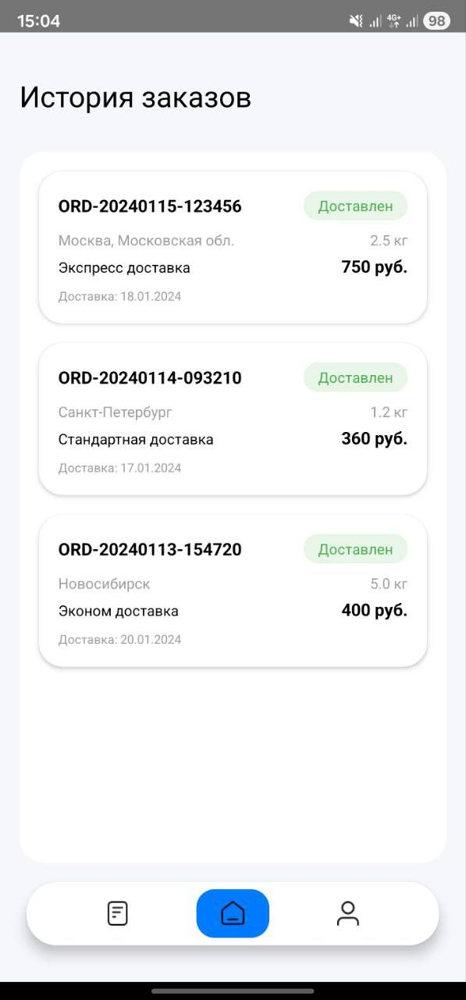 15:04
4G+
98
История заказов
ORD-20240115-123456
Доставлен
Москва, Московская обл.
2.5 кг
Экспресс доставка
750 руб.
Доставка: 18.01.2024
ORD-20240114-093210
Доставлен
Санкт-Петербург
1.2 кг
Стандартная доставка
360 руб.
Доставка: 17.01.2024
ORD-20240113-154720
Доставлен
Новосибирск
5.0 кг
Эконом доставка
400 руб.
Доставка: 20.01.2024